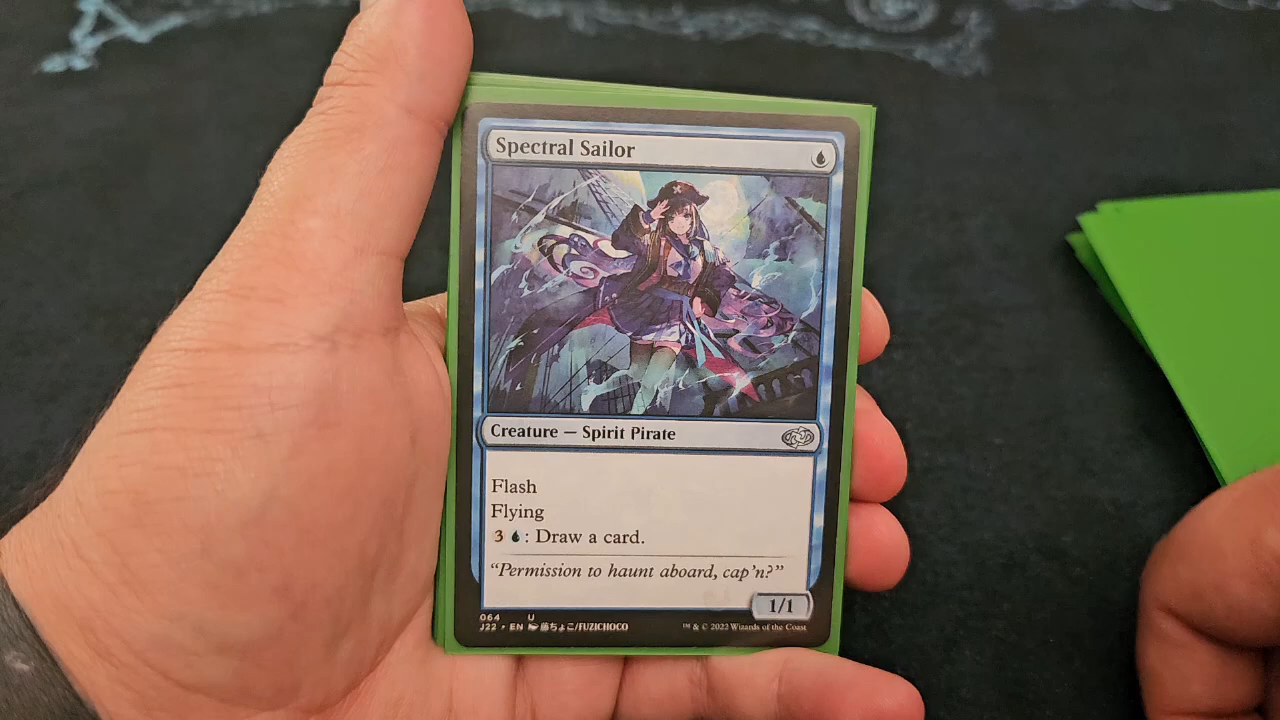 Spectral Sailor
Creature — Spirit Pirate
Flash
Flying
3 : Draw a card.
“Permission to haunt aboard, cap’n?”
1/1
064 U
J22 • EN 藤ちょこ/FUZICHOCO
™ & © 2022 Wizards of the Coast